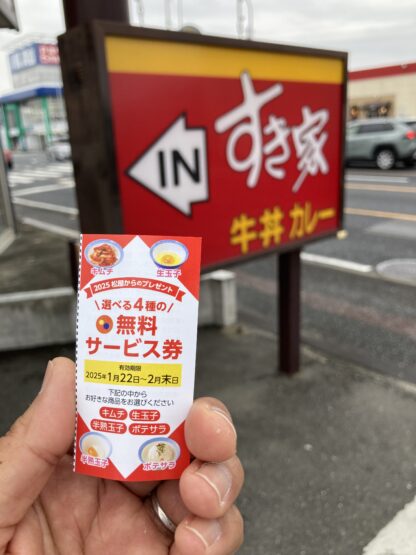 IN
すき家
牛丼 カレー
キムチ
生玉子
2025 松屋からのプレゼント
選べる4種の
無料
サービス券
有効期限
2025年1月22日~2月末日
下記の中から
お好きな商品をお選びください
キムチ 生玉子
半熟玉子 ポテサラ
半熟玉子
ポテサラ